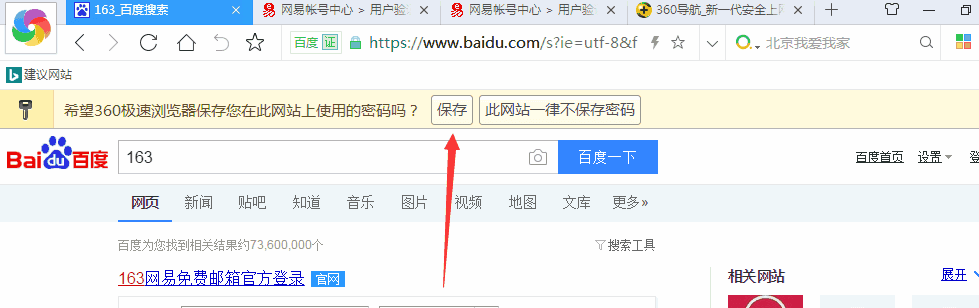 163_百度搜索
网易帐号中心 > 用户验
网易帐号中心 > 用户验
360导航_新一代安全上网
百度 证
https://www.baidu.com/s?ie=utf-8&f
北京我爱我家
建议网站
希望360极速浏览器保存您在此网站上使用的密码吗？ 保存 此网站一律不保存密码
Bai du 百度
163
百度一下
百度首页 设置 登
网页 新闻 贴吧 知道 音乐 图片 视频 地图 文库 更多»
百度为您找到相关结果约73,600,000个
搜索工具
163网易免费邮箱官方登录 官网
相关网站 展开